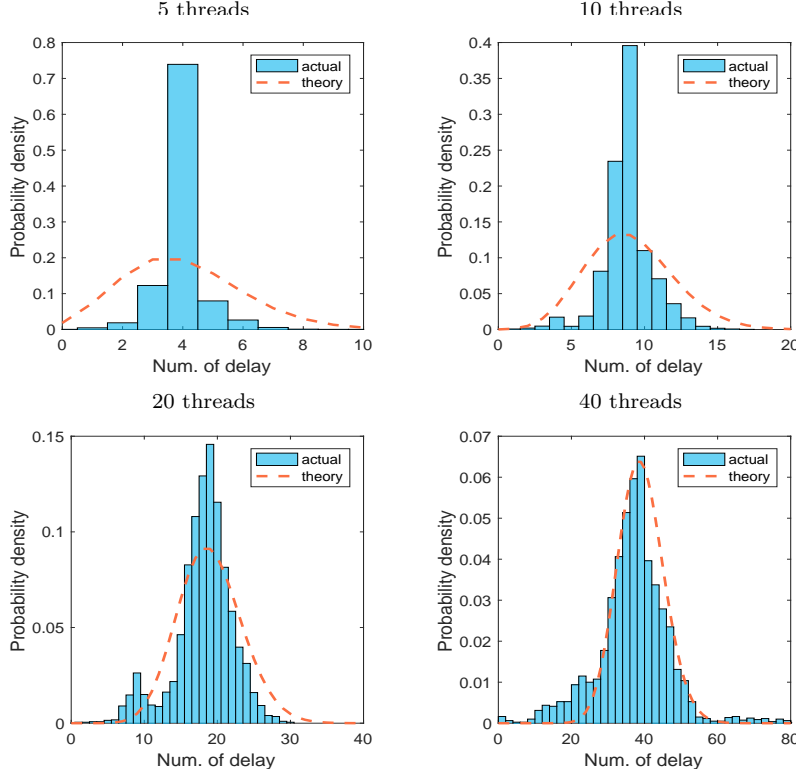 5 threads
10 threads
0.8
0.7
0.6
0.5
0.4
0.3
0.2
0.1
0
Probability density
actual
theory
0 2 4 6 8 10
Num. of delay
0.4
0.35
0.3
0.25
0.2
0.15
0.1
0.05
0
Probability density
actual
theory
0 5 10 15 20
Num. of delay
20 threads
40 threads
0.15
0.1
0.05
0
Probability density
actual
theory
0 10 20 30 40
Num. of delay
0.07
0.06
0.05
0.04
0.03
0.02
0.01
0
Probability density
actual
theory
0 20 40 60 80
Num. of delay